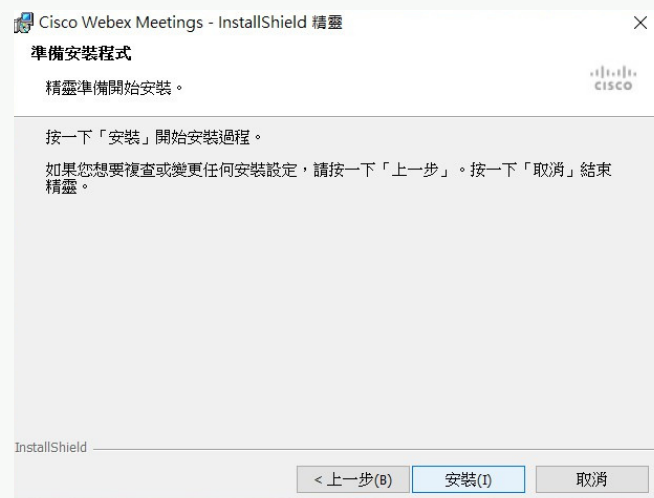 Cisco Webex Meetings - InstallShield 精靈
準備安裝程式
精靈準備開始安裝。
CISCO
按一下「安裝」開始安裝過程。
如果您想要複查或變更任何安裝設定，請按一下「上一步」。按一下「取消」結束
精靈。
InstallShield
< 上一步(B)
安裝(I)
取消